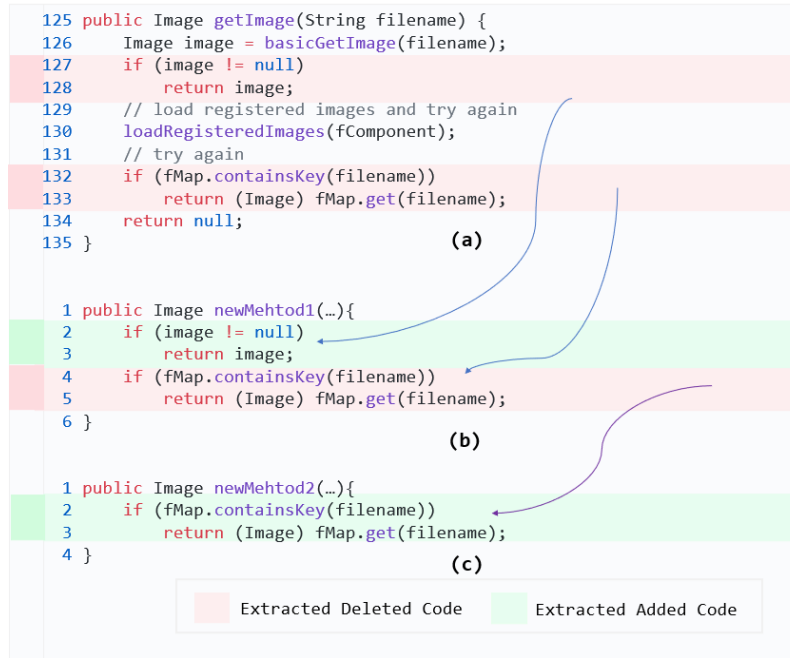 125 public Image getImage(String filename) {
126     Image image = basicGetImage(filename);
127     if (image != null)
128         return image;
129     // load registered images and try again
130     loadRegisteredImages(fComponent);
131     // try again
132     if (fMap.containsKey(filename))
133         return (Image) fMap.get(filename);
134     return null;
135 }
(a)
1 public Image newMehtod1(…){
2     if (image != null)
3         return image;
4     if (fMap.containsKey(filename))
5         return (Image) fMap.get(filename);
6 }
(b)
1 public Image newMehtod2(…){
2     if (fMap.containsKey(filename))
3         return (Image) fMap.get(filename);
4 }
(c)
Extracted Deleted Code Extracted Added Code